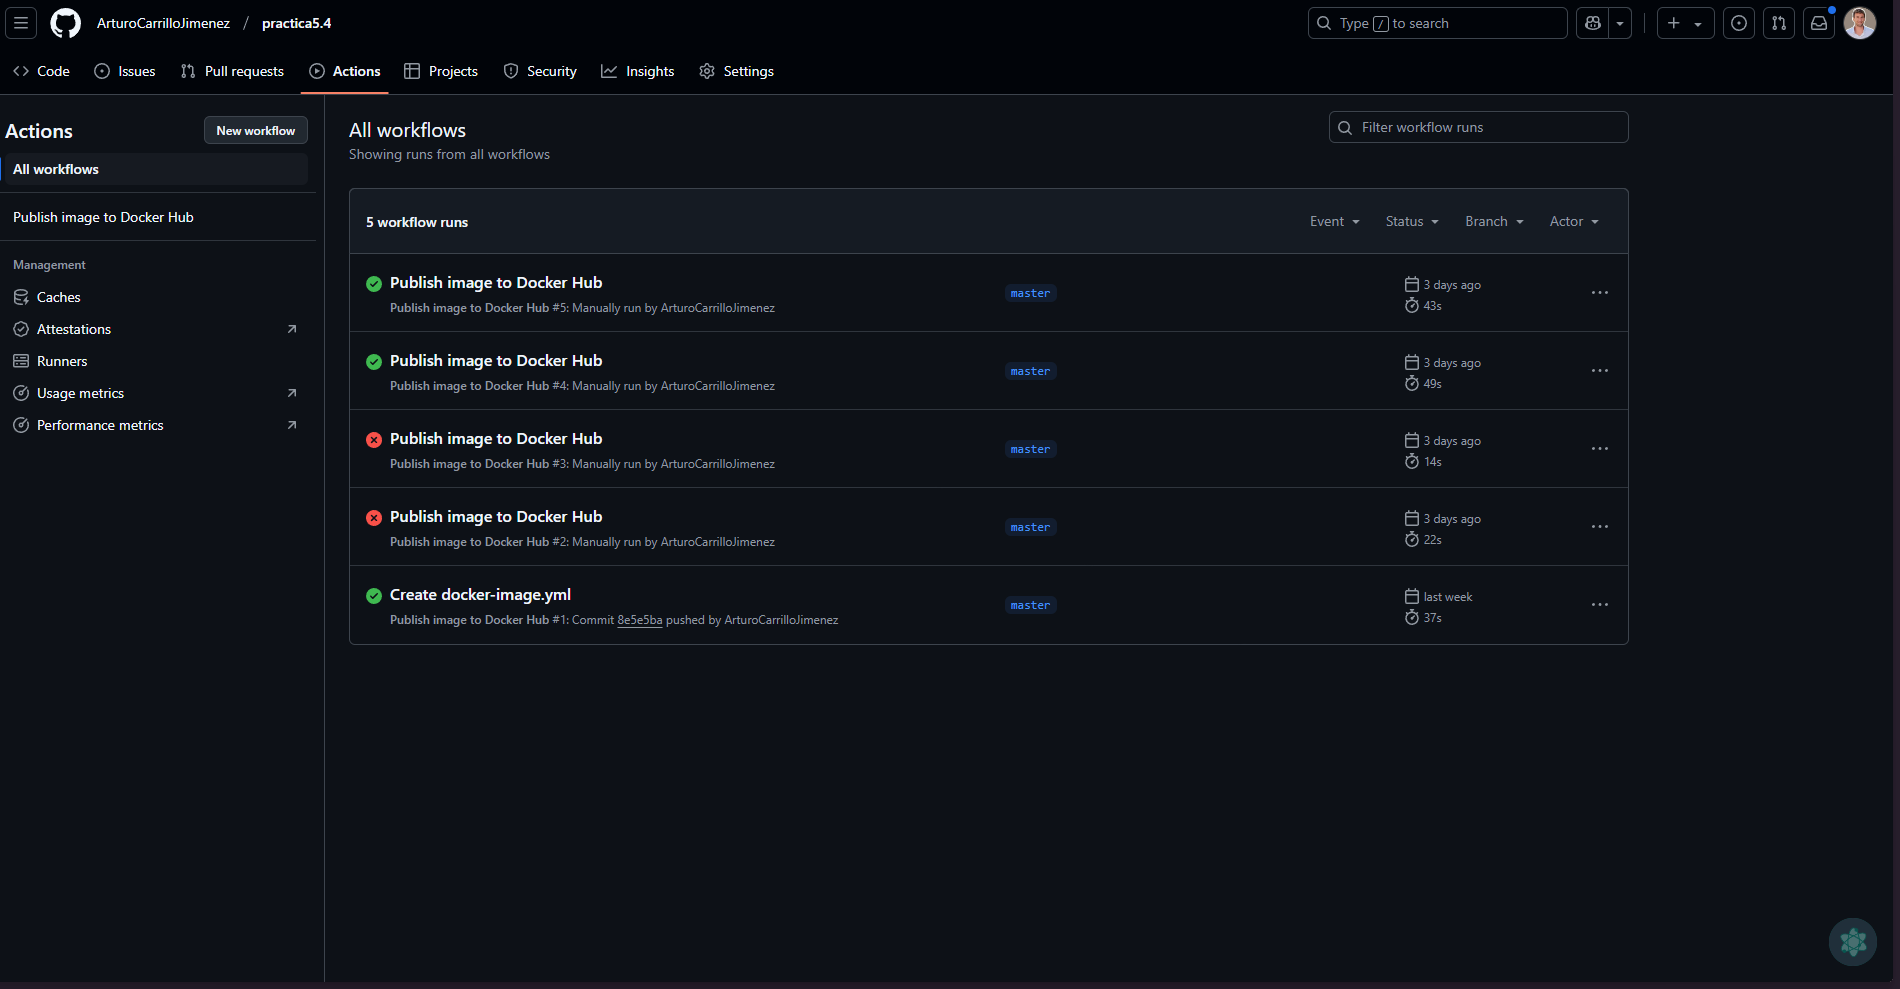 ArturoCarrilloJimenez / practica5.4
Type / to search
Code
Issues
Pull requests
Actions
Projects
Security
Insights
Settings
Actions
New workflow
All workflows
Publish image to Docker Hub
Management
Caches
Attestations
Runners
Usage metrics
Performance metrics
All workflows
Showing runs from all workflows
Filter workflow runs
5 workflow runs
Event
Status
Branch
Actor
Publish image to Docker Hub
Publish image to Docker Hub #5: Manually run by ArturoCarrilloJimenez
master
3 days ago
43s
Publish image to Docker Hub
Publish image to Docker Hub #4: Manually run by ArturoCarrilloJimenez
master
3 days ago
49s
Publish image to Docker Hub
Publish image to Docker Hub #3: Manually run by ArturoCarrilloJimenez
master
3 days ago
14s
Publish image to Docker Hub
Publish image to Docker Hub #2: Manually run by ArturoCarrilloJimenez
master
3 days ago
22s
Create docker-image.yml
Publish image to Docker Hub #1: Commit 8e5e5ba pushed by ArturoCarrilloJimenez
master
last week
37s